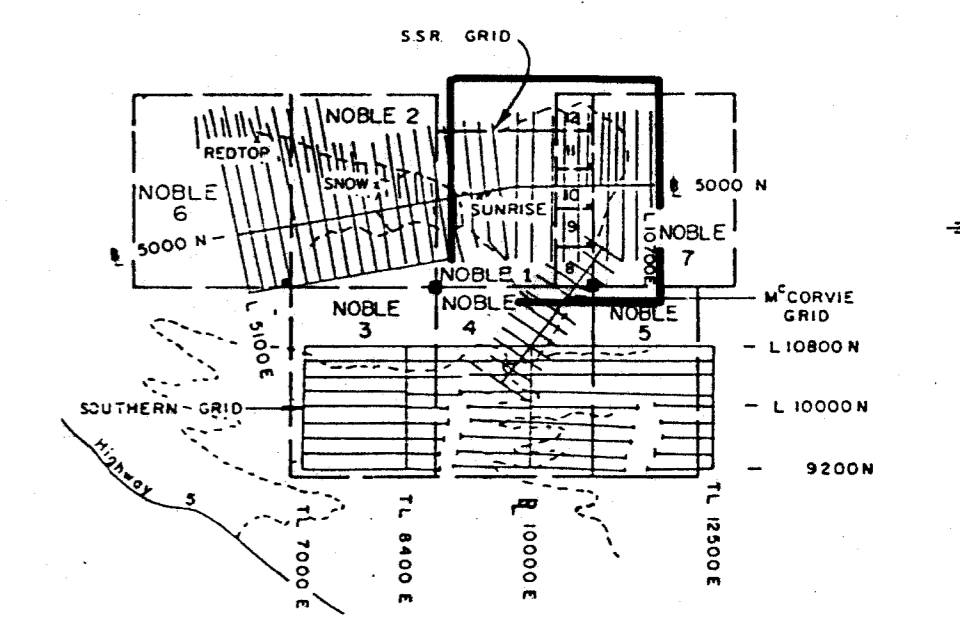 S.S.R. GRID
NOBLE 2
REDTOP
SNOW
NOBLE
6
12
11
10
9
8
SUNRISE
B/L 5000 N
B/L 5000 N
L 10700E
NOBLE
7
NOBLE 1
NOBLE
3
NOBLE
4
NOBLE
5
McCORVIE
GRID
TL 5100E
L 10800 N
SOUTHERN GRID
L 10000N
9200N
Highway 5
TL 7000 E
TL 8400 E
B/L 10000 E
TL 12500 E